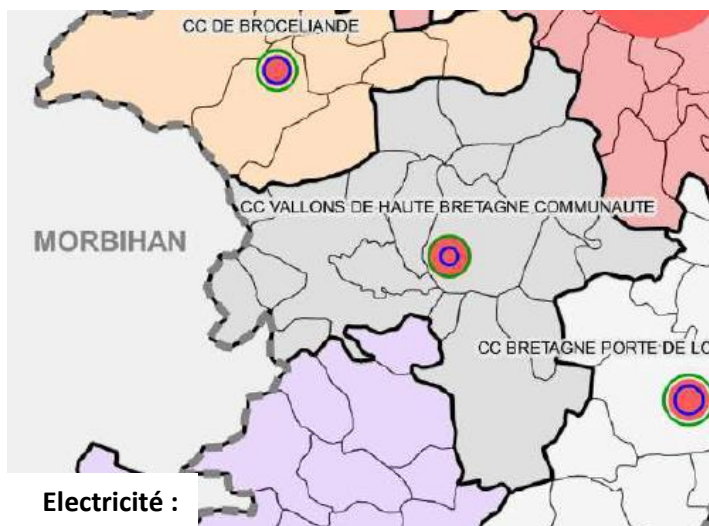 CC DE BROCELIANDE
CC VALLONS DE HAUTE BRETAGNE COMMUNAUTE
MORBIHAN
CC BRETAGNE PORTE DE LO
Electricité :